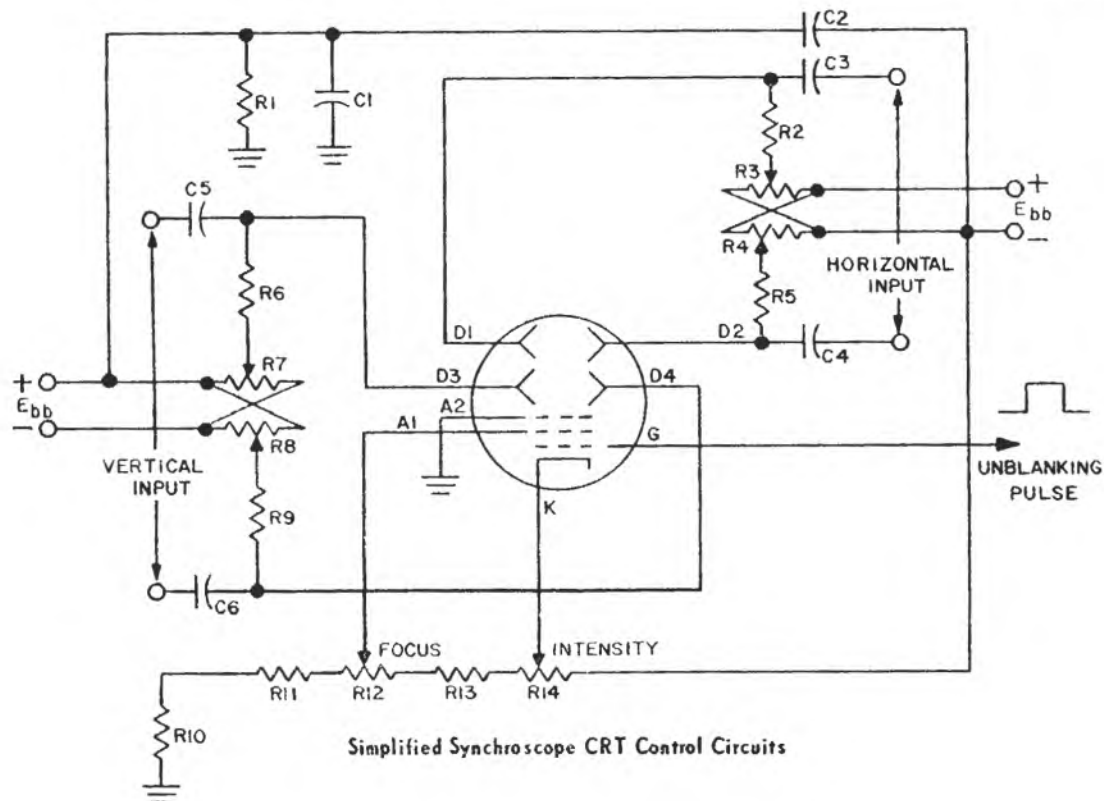 C2
C3
R1
C1
R2
C5
R3
+
Ebb
−
R4
HORIZONTAL
INPUT
R6
R5
D1
D2
C4
R7
+
Ebb
−
D3
D4
A2
A1
G
R8
VERTICAL
INPUT
UNBLANKING
PULSE
K
R9
C6
FOCUS
INTENSITY
R11
R12
R13
R14
R10
Simplified Synchroscope CRT Control Circuits